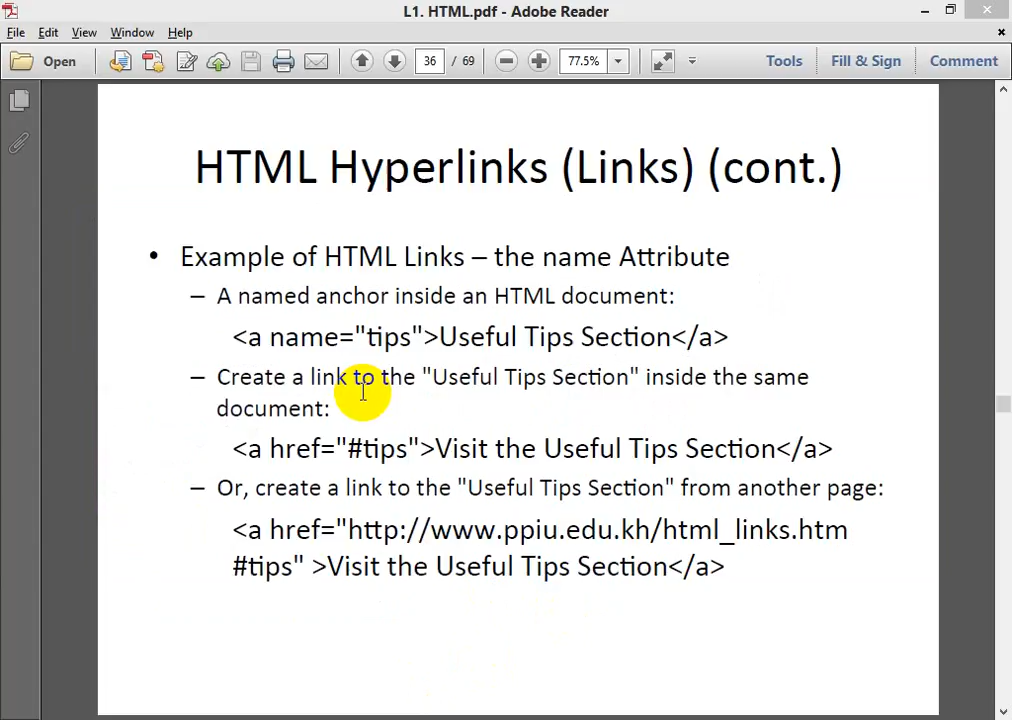 L1. HTML.pdf - Adobe Reader
File Edit View Window Help
Open 36 / 69 77.5% Tools Fill & Sign Comment
HTML Hyperlinks (Links) (cont.)
• Example of HTML Links – the name Attribute
– A named anchor inside an HTML document:
<a name="tips">Useful Tips Section</a>
– Create a link to the "Useful Tips Section" inside the same
document:
<a href="#tips">Visit the Useful Tips Section</a>
– Or, create a link to the "Useful Tips Section" from another page:
<a href="http://www.ppiu.edu.kh/html_links.htm
#tips" >Visit the Useful Tips Section</a>